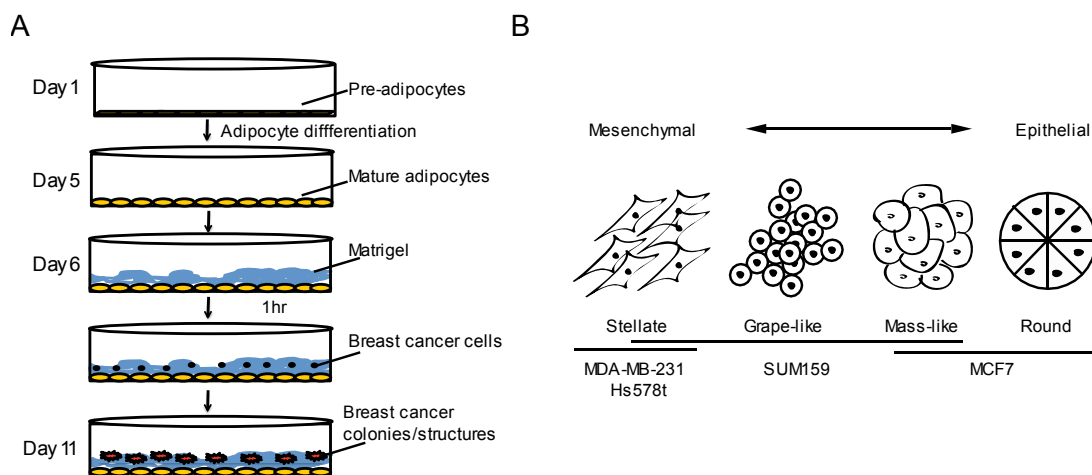 A
Day 1
Pre-adipocytes
Adipocyte diffferentiation
Day 5
Mature adipocytes
Day 6
Matrigel
1hr
Breast cancer cells
Day 11
Breast cancer
colonies/structures
B
Mesenchymal
Epithelial
Stellate
Grape-like
Mass-like
Round
MDA-MB-231
Hs578t
SUM159
MCF7